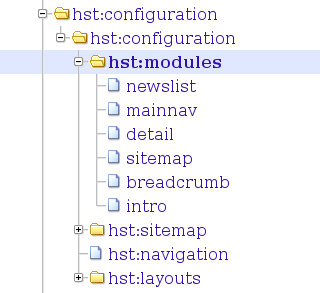 hst:configuration
hst:configuration
hst:modules
newslist
mainnav
detail
sitemap
breadcrumb
intro
hst:sitemap
hst:navigation
hst:layouts